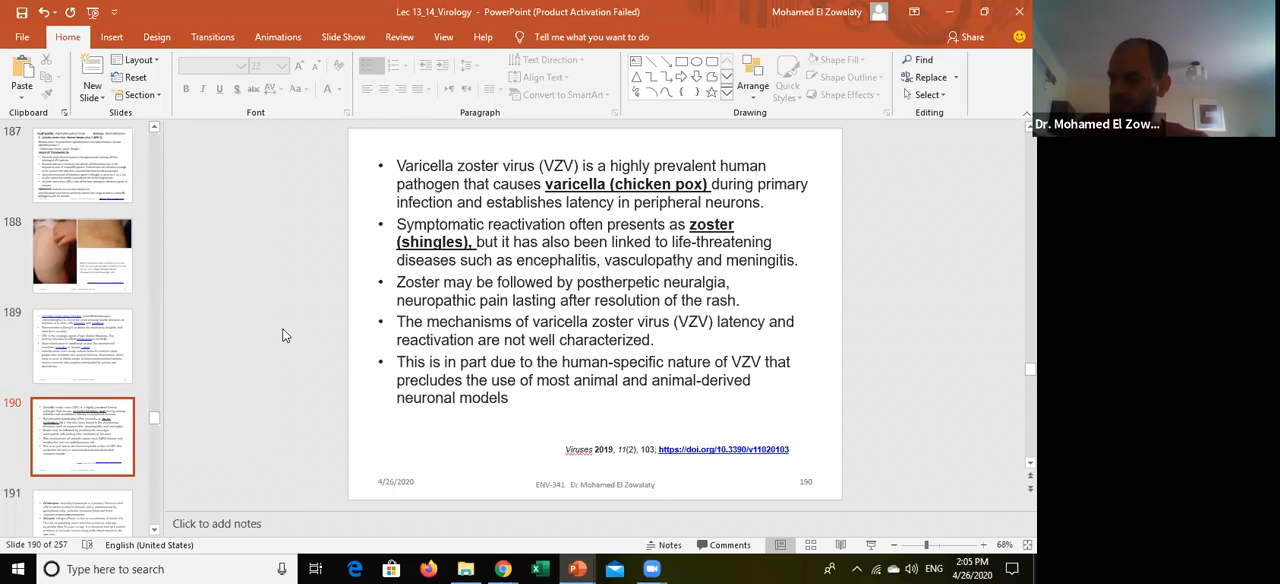 Lec 13_14_Virology - PowerPoint (Product Activation Failed)
Mohamed El Zowalaty
File Home Insert Design Transitions Animations Slide Show Review View Help Tell me what you want to do
Share
Paste
Clipboard
New Slide
Layout
Reset
Section
Slides
22
B I U S abc AV Aa A
Font
Paragraph
Text Direction
Align Text
Convert to SmartArt
Arrange
Quick Styles
Shape Fill
Shape Outline
Shape Effects
Drawing
Find
Replace
Select
Editing
Dr. Mohamed El Zow...
187
188
189
190
191
• Varicella zoster virus (VZV) is a highly prevalent human
pathogen that causes varicella (chicken pox) during primary
infection and establishes latency in peripheral neurons.
• Symptomatic reactivation often presents as zoster
(shingles), but it has also been linked to life-threatening
diseases such as encephalitis, vasculopathy and meningitis.
• Zoster may be followed by postherpetic neuralgia,
neuropathic pain lasting after resolution of the rash.
• The mechanisms of varicella zoster virus (VZV) latency and
reactivation are not well characterized.
• This is in part due to the human-specific nature of VZV that
precludes the use of most animal and animal-derived
neuronal models
Viruses 2019, 11(2), 103; https://doi.org/10.3390/v11020103
4/26/2020
ENV-341 Dr Mohamed El Zowalaty
190
Click to add notes
Slide 190 of 257
English (United States)
Notes
Comments
68%
Type here to search
ENG
2:05 PM
4/26/2020